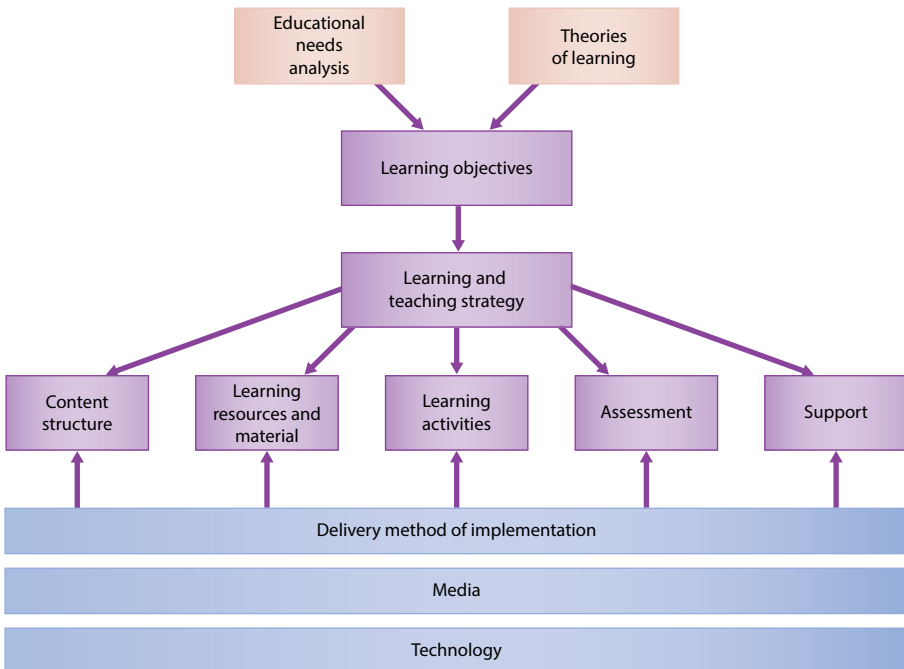 Educational
needs
analysis
Theories
of learning
Learning objectives
Learning and
teaching strategy
Content
structure
Learning
resources and
material
Learning
activities
Assessment
Support
Delivery method of implementation
Media
Technology